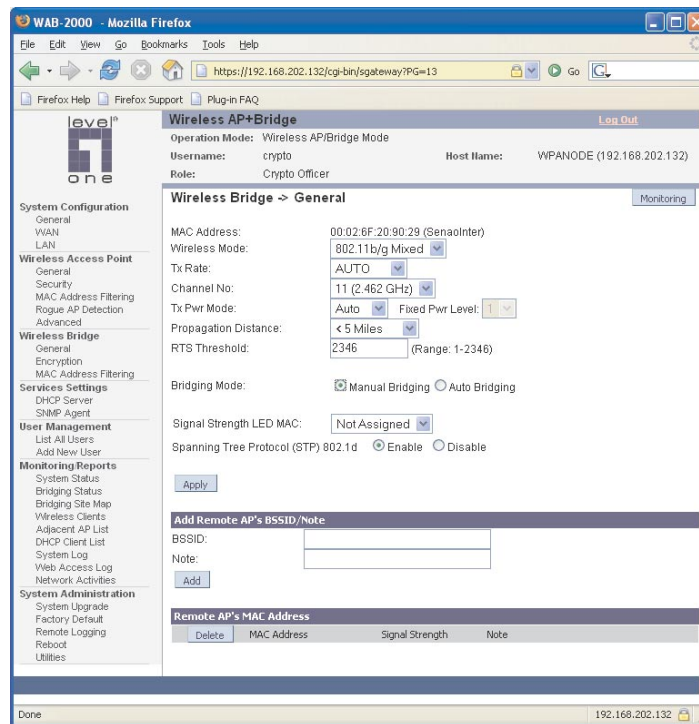 WAB-2000 - Mozilla Firefox
File Edit View Go Bookmarks Tools Help
https://192.168.202.132/cgi-bin/sgateway?PG=13
Go
G
Firefox Help Firefox Support Plug-in FAQ
level one
Wireless AP+Bridge Log Out
Operation Mode: Wireless AP/Bridge Mode
Username: crypto Host Name: WPANODE (192.168.202.132)
Role: Crypto Officer
System Configuration
General
WAN
LAN
Wireless Access Point
General
Security
MAC Address Filtering
Rogue AP Detection
Advanced
Wireless Bridge
General
Encryption
MAC Address Filtering
Services Settings
DHCP Server
SNMP Agent
User Management
List All Users
Add New User
Monitoring/Reports
System Status
Bridging Status
Bridging Site Map
Wireless Clients
Adjacent AP List
DHCP Client List
System Log
Web Access Log
Network Activities
System Administration
System Upgrade
Factory Default
Remote Logging
Reboot
Utilities
Wireless Bridge -> General Monitoring
MAC Address: 00:02:6F:20:90:29 (SenaoInter)
Wireless Mode: 802.11b/g Mixed
Tx Rate: AUTO
Channel No: 11 (2.462 GHz)
Tx Pwr Mode: Auto Fixed Pwr Level: 1
Propagation Distance: < 5 Miles
RTS Threshold: 2346 (Range: 1-2346)
Bridging Mode: Manual Bridging Auto Bridging
Signal Strength LED MAC: Not Assigned
Spanning Tree Protocol (STP) 802.1d Enable Disable
Apply
Add Remote AP's BSSID/Note
BSSID:
Note:
Add
Remote AP's MAC Address
Delete MAC Address Signal Strength Note
Done 192.168.202.132